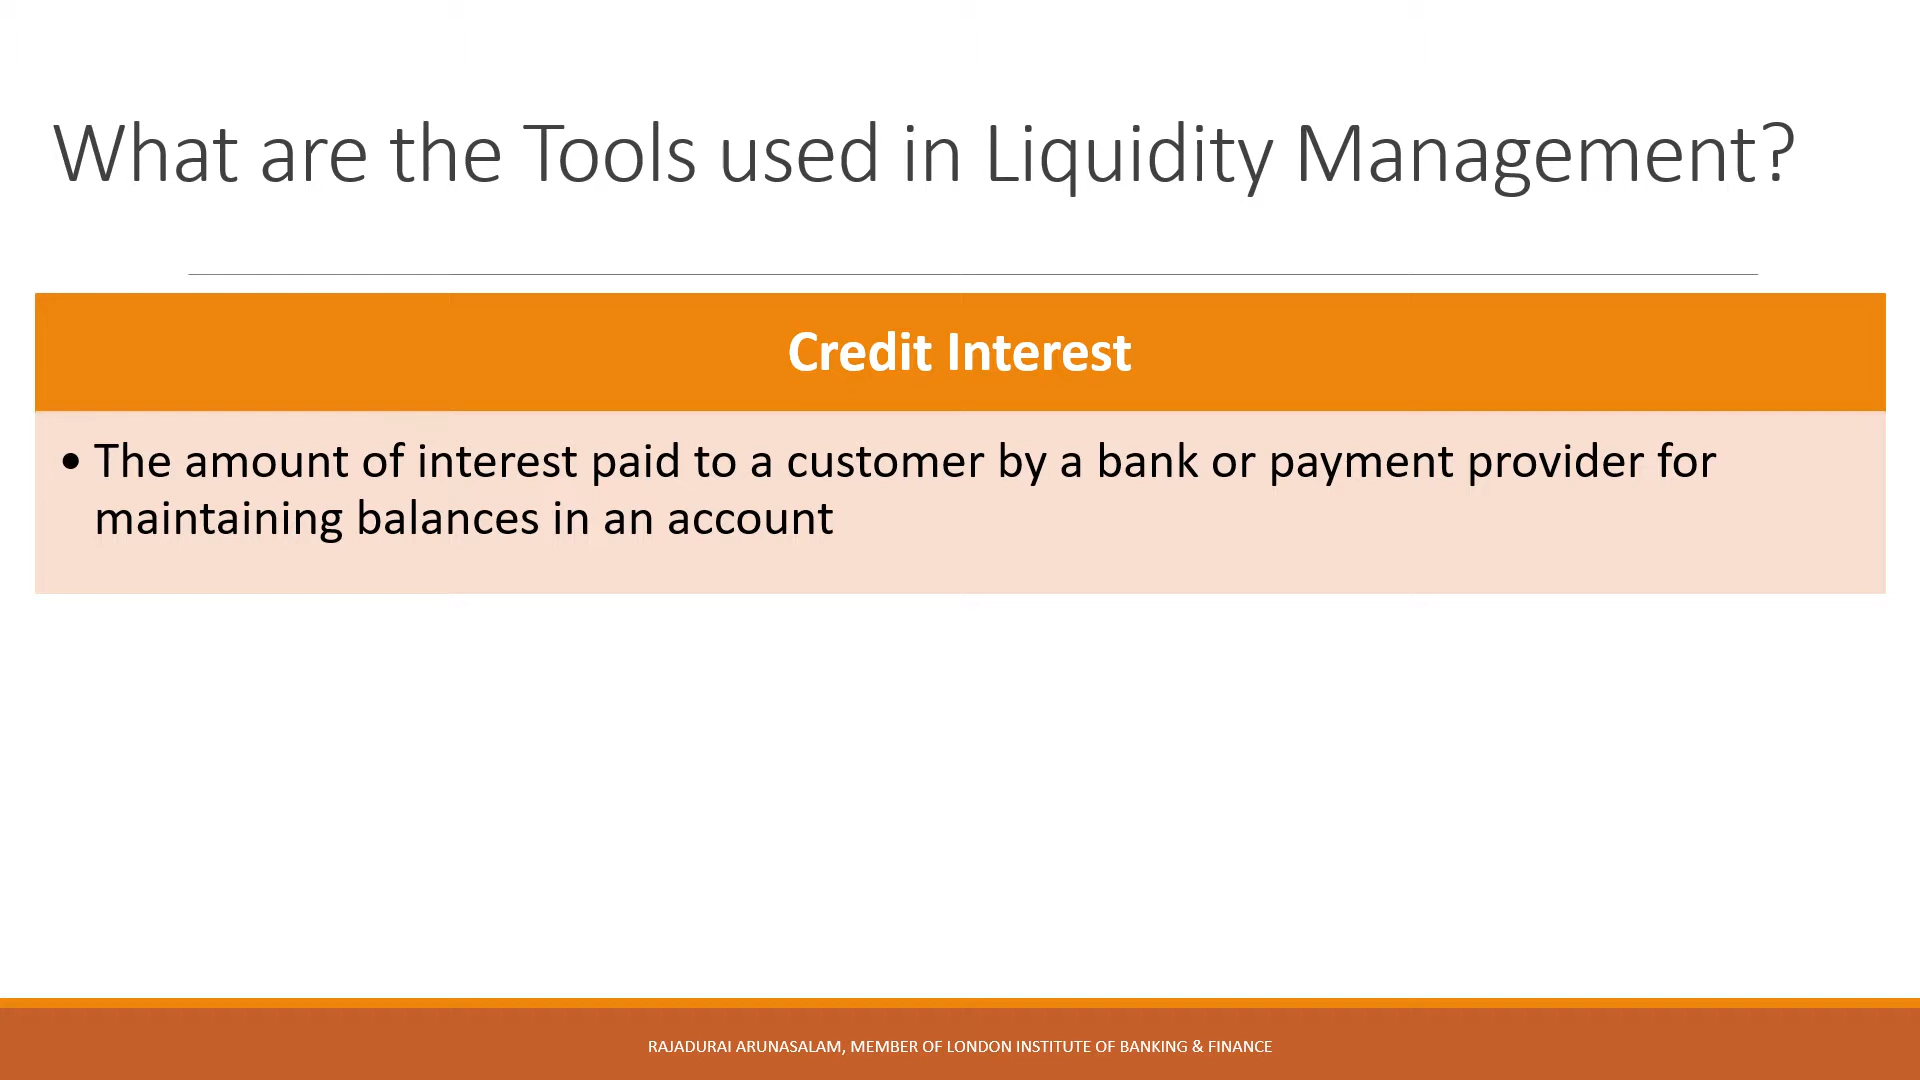 What are the Tools used in Liquidity Management?
Credit Interest
• The amount of interest paid to a customer by a bank or payment provider for
maintaining balances in an account
RAJADURAI ARUNASALAM, MEMBER OF LONDON INSTITUTE OF BANKING & FINANCE